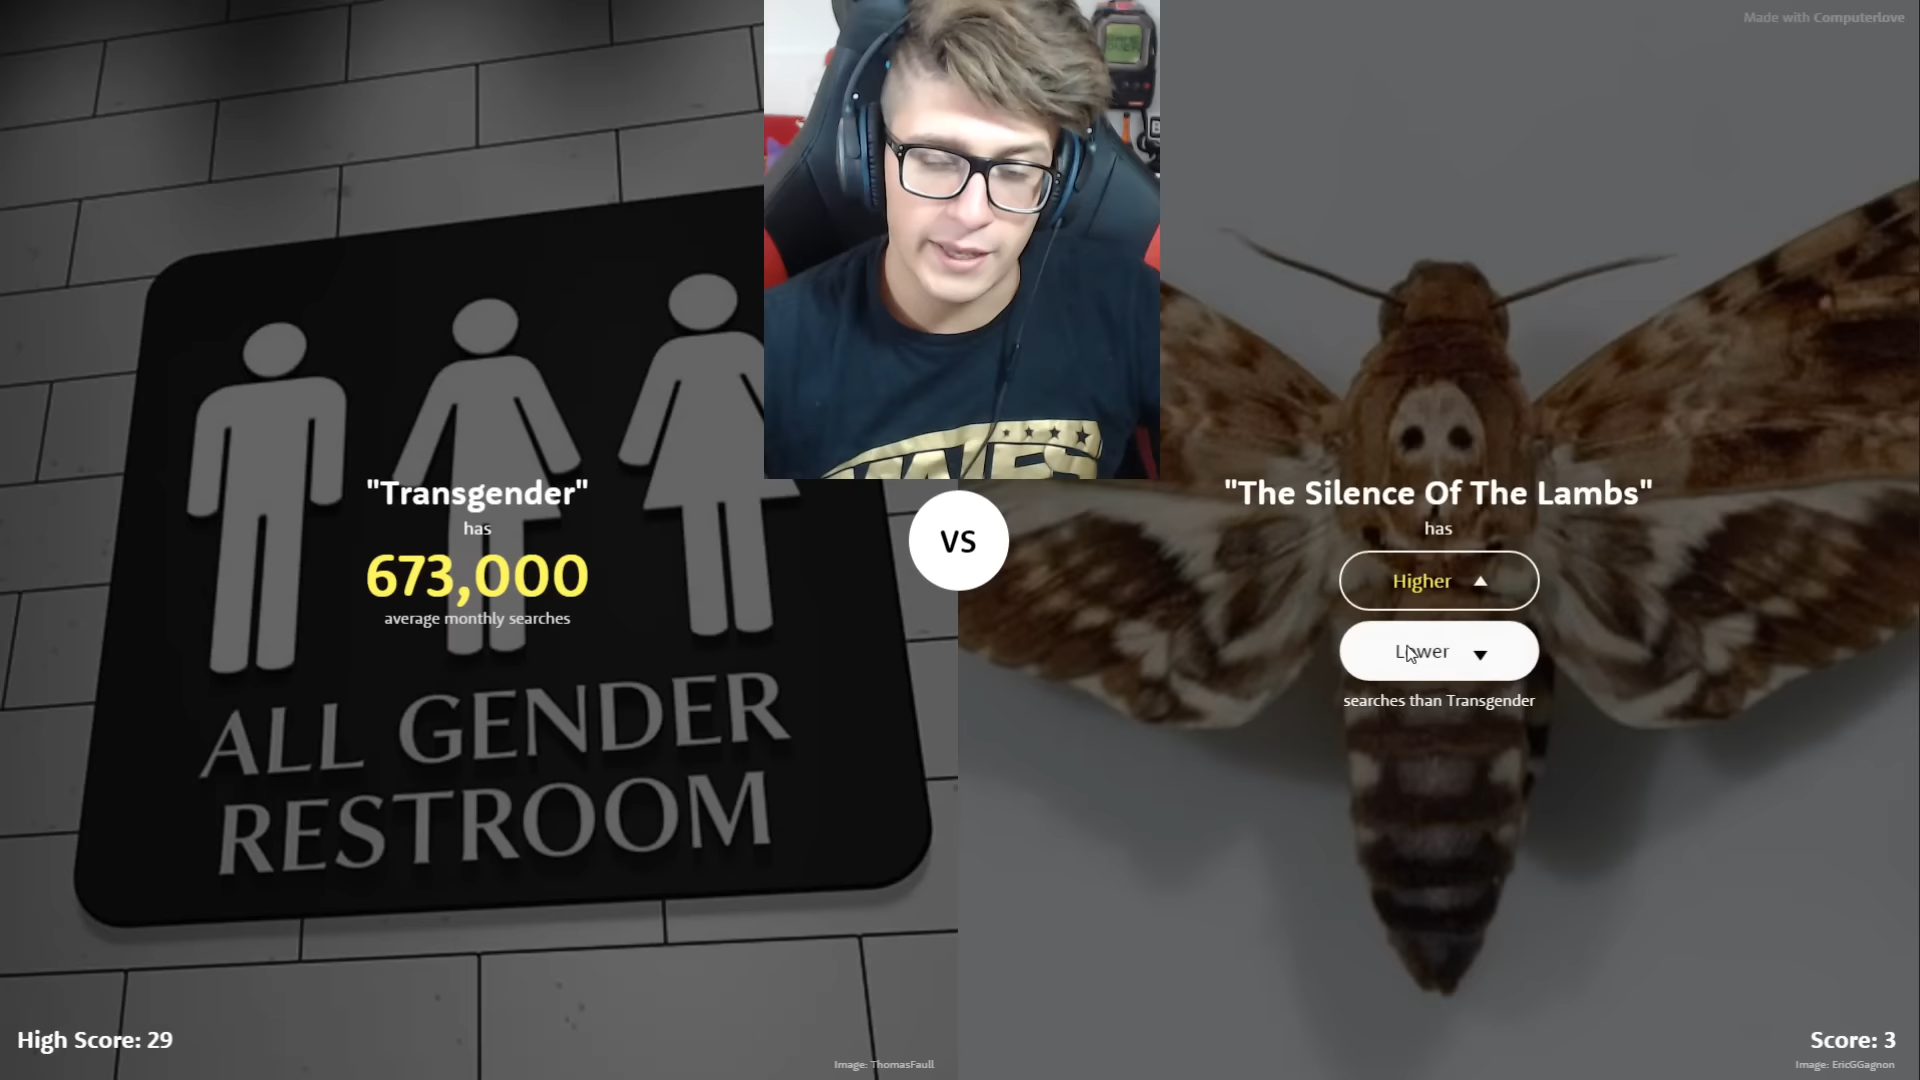 Made with Computerlove
"Transgender"
has
673,000
average monthly searches
ALL GENDER
RESTROOM
VS
"The Silence Of The Lambs"
has
Higher
Lower
searches than Transgender
High Score: 29
Image: ThomasFaull
Score: 3
Image: EricGGagnon